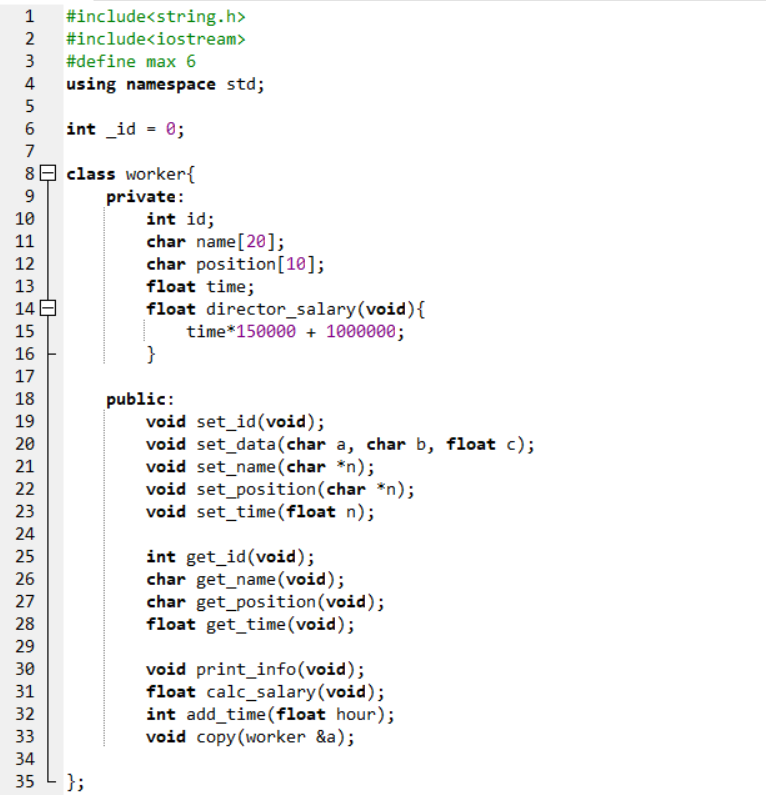 1 #include<string.h>
2 #include<iostream>
3 #define max 6
4 using namespace std;
5
6 int _id = 0;
7
8 class worker{
9 private:
10 int id;
11 char name[20];
12 char position[10];
13 float time;
14 float director_salary(void){
15 time*150000 + 1000000;
16 }
17
18 public:
19 void set_id(void);
20 void set_data(char a, char b, float c);
21 void set_name(char *n);
22 void set_position(char *n);
23 void set_time(float n);
24
25 int get_id(void);
26 char get_name(void);
27 char get_position(void);
28 float get_time(void);
29
30 void print_info(void);
31 float calc_salary(void);
32 int add_time(float hour);
33 void copy(worker &a);
34
35 };